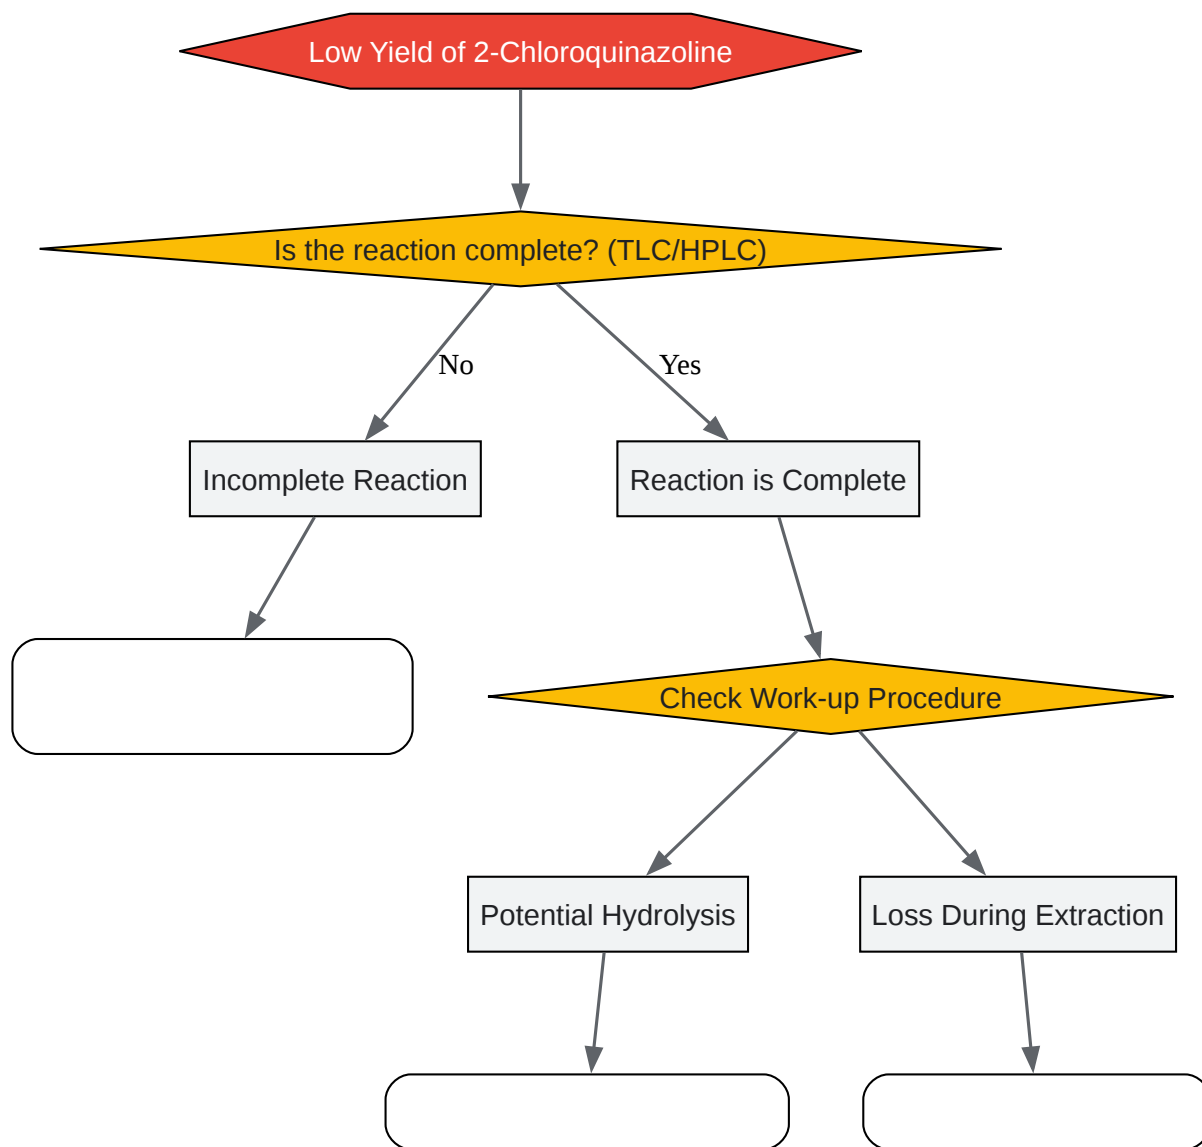 Low Yield of 2-Chloroquinazoline
Is the reaction complete? (TLC/HPLC)
No
Yes
Incomplete Reaction
Reaction is Complete
Check Work-up Procedure
Potential Hydrolysis
Loss During Extraction